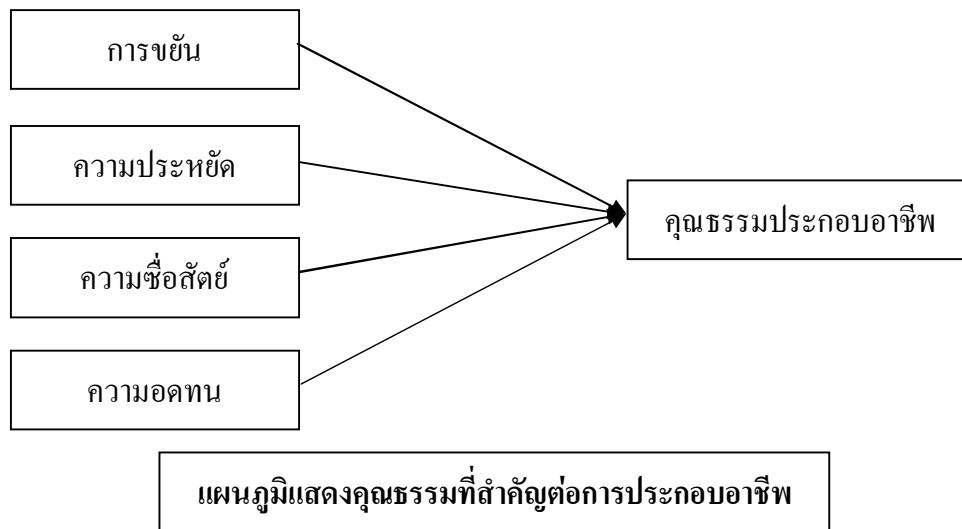 การขยัน
ความประหยัด
คุณธรรมประกอบอาชีพ
ความซื่อสัตย์
ความอดทน
แผนภูมิแสดงคุณธรรมที่สำคัญต่อการประกอบอาชีพ